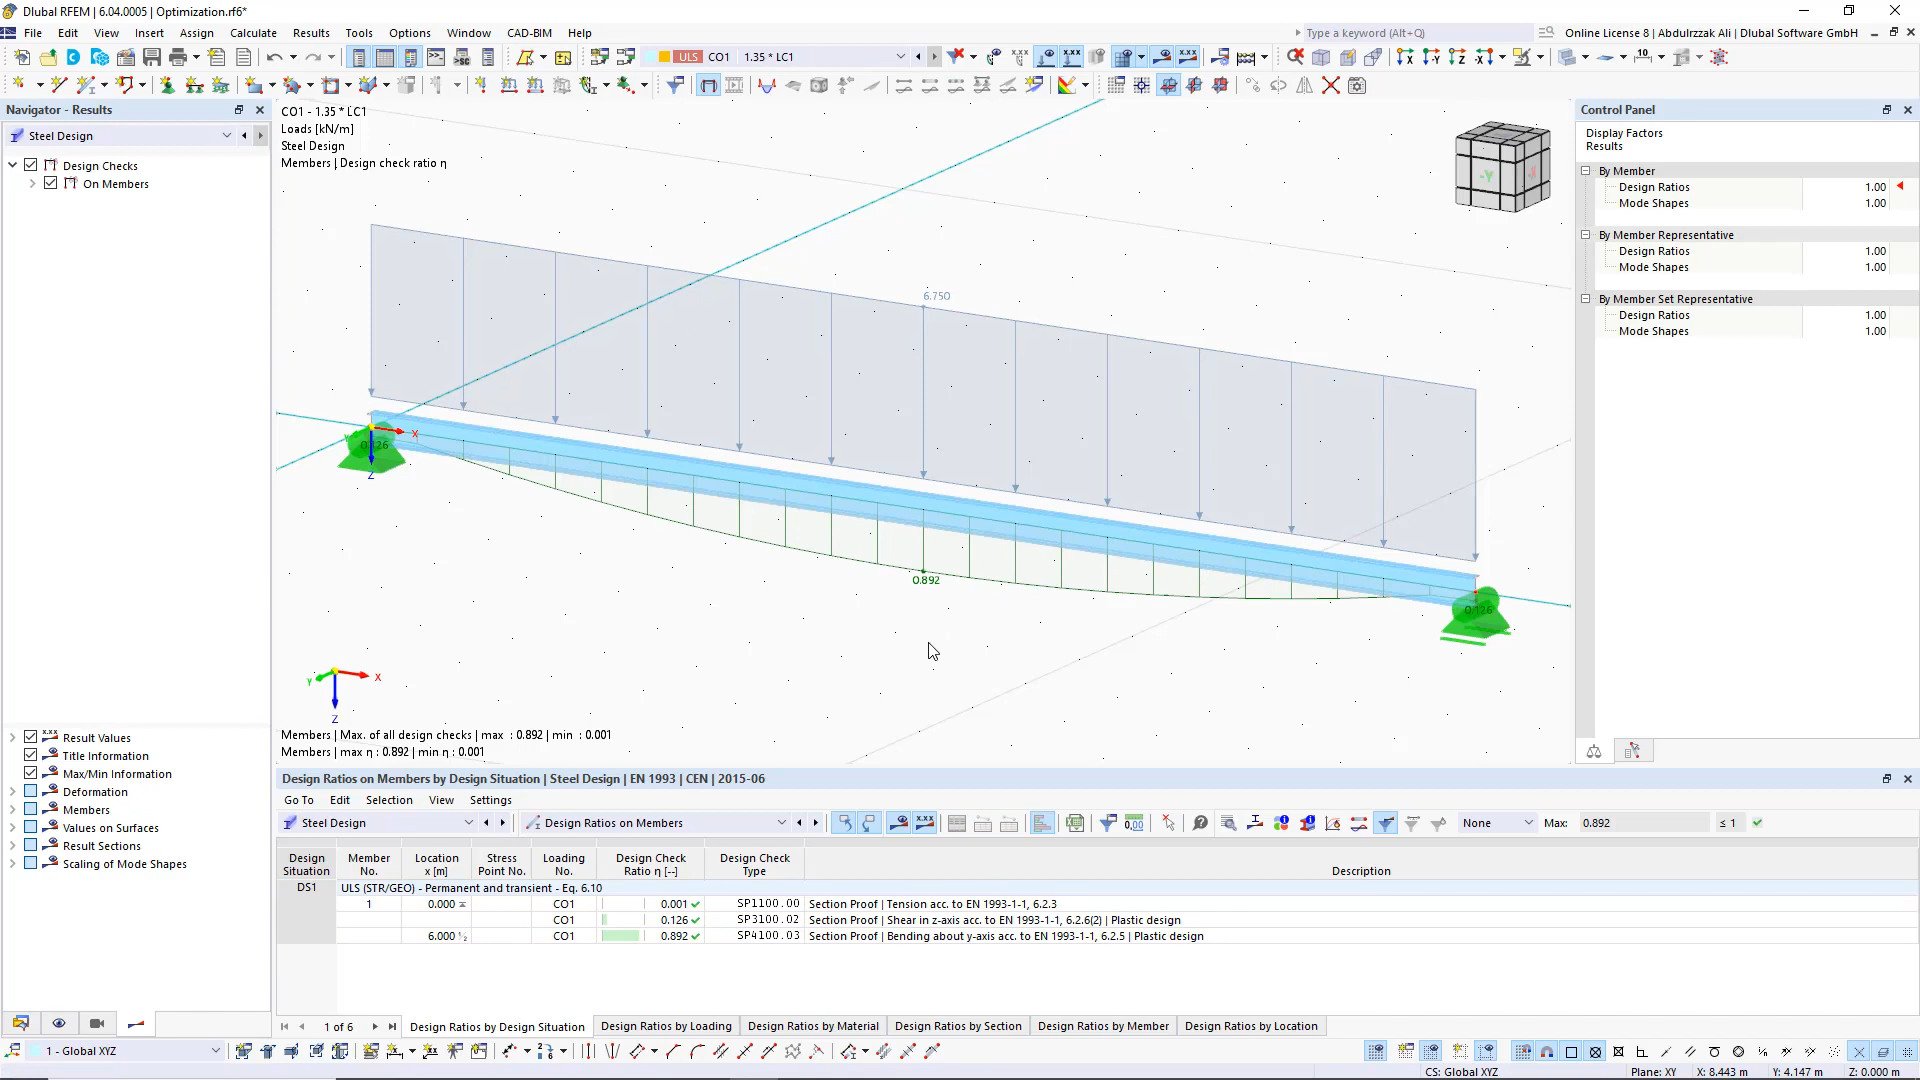 Dlubal RFEM | 6.04.0005 | Optimization.rf6*
File Edit View Insert Assign Calculate Results Tools Options Window CAD-BIM Help
Type a keyword (Alt+Q)
Online License 8 | Abdulrzzak Ali | Dlubal Software GmbH
ULS CO1 1.35 * LC1
Navigator - Results
Steel Design
Design Checks
On Members
Result Values
Title Information
Max/Min Information
Deformation
Members
Values on Surfaces
Result Sections
Scaling of Mode Shapes
CO1 - 1.35 * LC1
Loads [kN/m]
Steel Design
Members | Design check ratio η
6.750
0.126
X
Y
Z
0.892
0.126
-Y
-X
X
Y
Z
Members | Max. of all design checks | max : 0.892 | min : 0.001
Members | max η : 0.892 | min η : 0.001
Control Panel
Display Factors
Results
By Member
Design Ratios 1.00
Mode Shapes 1.00
By Member Representative
Design Ratios 1.00
Mode Shapes 1.00
By Member Set Representative
Design Ratios 1.00
Mode Shapes 1.00
Design Ratios on Members by Design Situation | Steel Design | EN 1993 | CEN | 2015-06
Go To Edit Selection View Settings
Steel Design Design Ratios on Members None Max: 0.892 ≤ 1
Design Situation Member No. Location x [m] Stress Point No. Loading No. Design Check Ratio η [--] Design Check Type Description
DS1 ULS (STR/GEO) - Permanent and transient - Eq. 6.10
1 0.000 CO1 0.001 SP1100.00 Section Proof | Tension acc. to EN 1993-1-1, 6.2.3
CO1 0.126 SP3100.02 Section Proof | Shear in z-axis acc. to EN 1993-1-1, 6.2.6(2) | Plastic design
6.000 ½ CO1 0.892 SP4100.03 Section Proof | Bending about y-axis acc. to EN 1993-1-1, 6.2.5 | Plastic design
1 of 6 Design Ratios by Design Situation Design Ratios by Loading Design Ratios by Material Design Ratios by Section Design Ratios by Member Design Ratios by Location
1 - Global XYZ
CS: Global XYZ Plane: XY X: 8.443 m Y: 4.147 m Z: 0.000 m